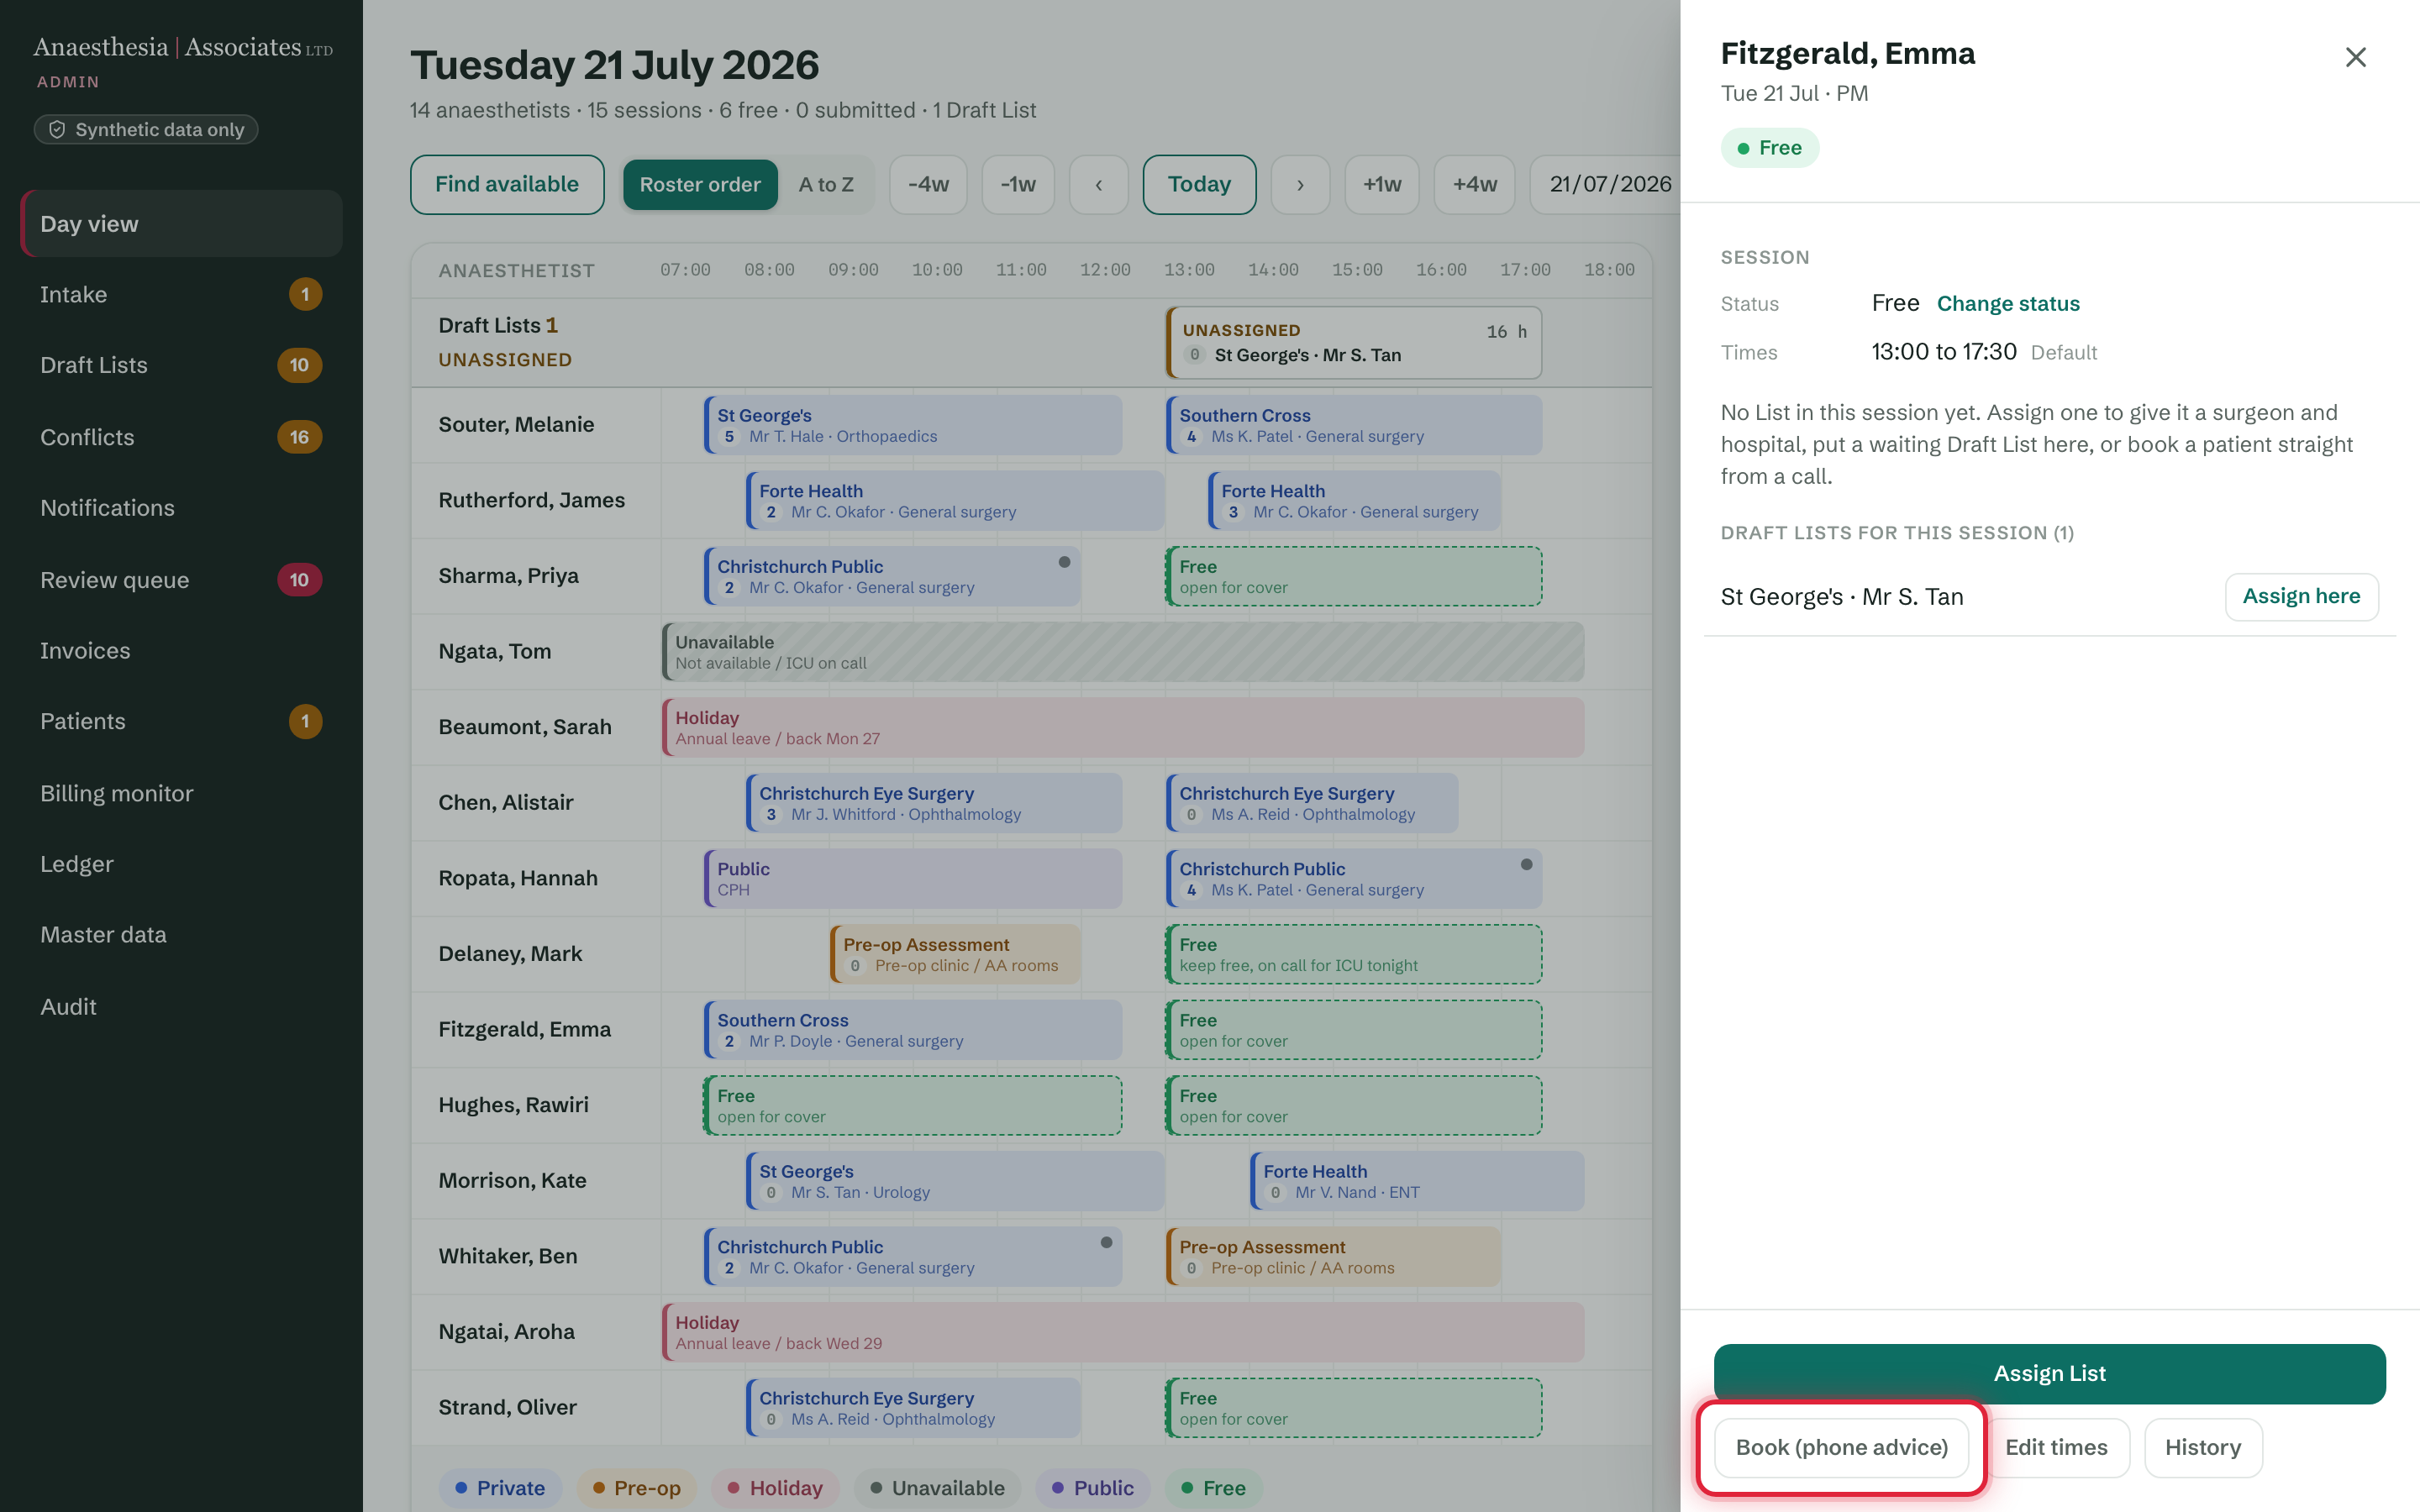 Anaesthesia | Associates LTD
ADMIN
Synthetic data only
Day view
Intake 1
Draft Lists 10
Conflicts 16
Notifications
Review queue 10
Invoices
Patients 1
Billing monitor
Ledger
Master data
Audit
Tuesday 21 July 2026
14 anaesthetists · 15 sessions · 6 free · 0 submitted · 1 Draft List
Find available Roster order A to Z -4w -1w ‹ Today › +1w +4w 21/07/2026
ANAESTHETIST 07:00 08:00 09:00 10:00 11:00 12:00 13:00 14:00 15:00 16:00 17:00 18:00
Draft Lists 1
UNASSIGNED
UNASSIGNED 16 h
0 St George's · Mr S. Tan
Souter, Melanie
St George's
5 Mr T. Hale · Orthopaedics
Southern Cross
4 Ms K. Patel · General surgery
Rutherford, James
Forte Health
2 Mr C. Okafor · General surgery
Forte Health
3 Mr C. Okafor · General surgery
Sharma, Priya
Christchurch Public
2 Mr C. Okafor · General surgery
Free
open for cover
Ngata, Tom
Unavailable
Not available / ICU on call
Beaumont, Sarah
Holiday
Annual leave / back Mon 27
Chen, Alistair
Christchurch Eye Surgery
3 Mr J. Whitford · Ophthalmology
Christchurch Eye Surgery
0 Ms A. Reid · Ophthalmology
Ropata, Hannah
Public
CPH
Christchurch Public
4 Ms K. Patel · General surgery
Delaney, Mark
Pre-op Assessment
0 Pre-op clinic / AA rooms
Free
keep free, on call for ICU tonight
Fitzgerald, Emma
Southern Cross
2 Mr P. Doyle · General surgery
Free
open for cover
Hughes, Rawiri
Free
open for cover
Free
open for cover
Morrison, Kate
St George's
0 Mr S. Tan · Urology
Forte Health
0 Mr V. Nand · ENT
Whitaker, Ben
Christchurch Public
2 Mr C. Okafor · General surgery
Pre-op Assessment
0 Pre-op clinic / AA rooms
Ngatai, Aroha
Holiday
Annual leave / back Wed 29
Strand, Oliver
Christchurch Eye Surgery
0 Ms A. Reid · Ophthalmology
Free
open for cover
Private Pre-op Holiday Unavailable Public Free
Fitzgerald, Emma
Tue 21 Jul · PM
Free
SESSION
Status Free Change status
Times 13:00 to 17:30 Default
No List in this session yet. Assign one to give it a surgeon and
hospital, put a waiting Draft List here, or book a patient straight
from a call.
DRAFT LISTS FOR THIS SESSION (1)
St George's · Mr S. Tan Assign here
Assign List
Book (phone advice) Edit times History